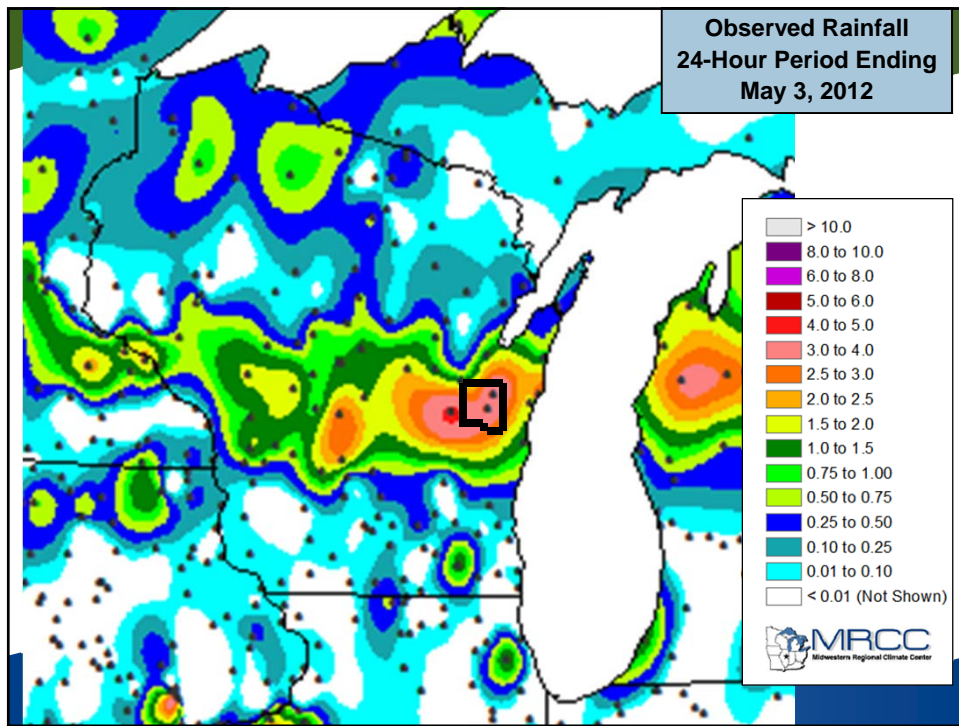 Observed Rainfall
24-Hour Period Ending
May 3, 2012
> 10.0
8.0 to 10.0
6.0 to 8.0
5.0 to 6.0
4.0 to 5.0
3.0 to 4.0
2.5 to 3.0
2.0 to 2.5
1.5 to 2.0
1.0 to 1.5
0.75 to 1.00
0.50 to 0.75
0.25 to 0.50
0.10 to 0.25
0.01 to 0.10
< 0.01 (Not Shown)
MRCC
Midwestern Regional Climate Center